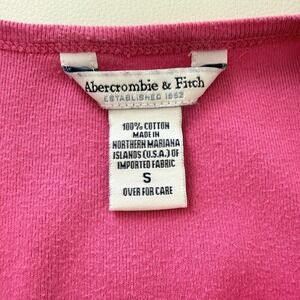 Abercrombie & Fitch
ESTABLISHED 1892
100% COTTON
MADE IN
NORTHERN MARIANA
ISLANDS (U.S.A.) OF
IMPORTED FABRIC
S
OVER FOR CARE